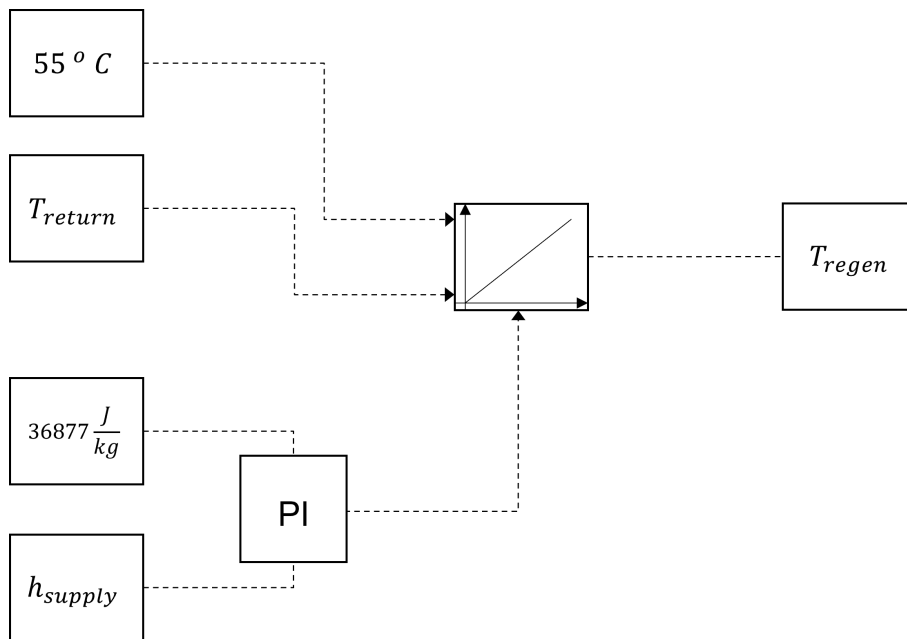 55 ° C
T_return
T_regen
36877 J/kg
PI
h_supply